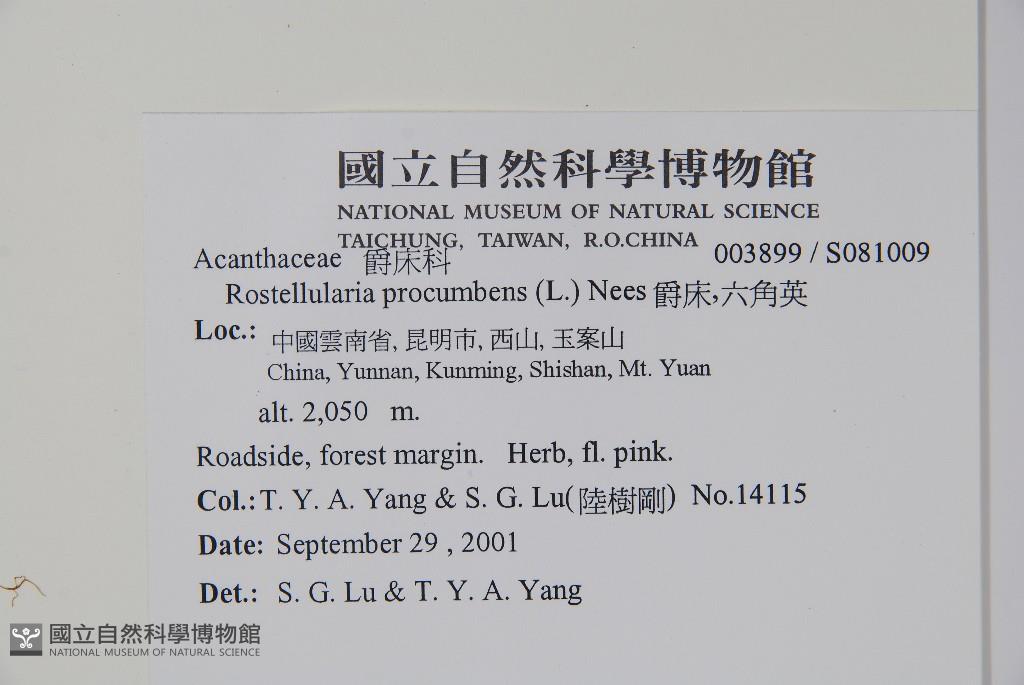 國立自然科學博物館
NATIONAL MUSEUM OF NATURAL SCIENCE
TAICHUNG, TAIWAN, R.O.CHINA
Acanthaceae 爵床科 003899 / S081009
Rostellularia procumbens (L.) Nees 爵床,六角英
Loc.: 中國雲南省, 昆明市, 西山, 玉案山
China, Yunnan, Kunming, Shishan, Mt. Yuan
alt. 2,050 m.
Roadside, forest margin. Herb, fl. pink.
Col.: T. Y. A. Yang & S. G. Lu(陸樹剛) No.14115
Date: September 29 , 2001
Det.: S. G. Lu & T. Y. A. Yang
國立自然科學博物館
NATIONAL MUSEUM OF NATURAL SCIENCE